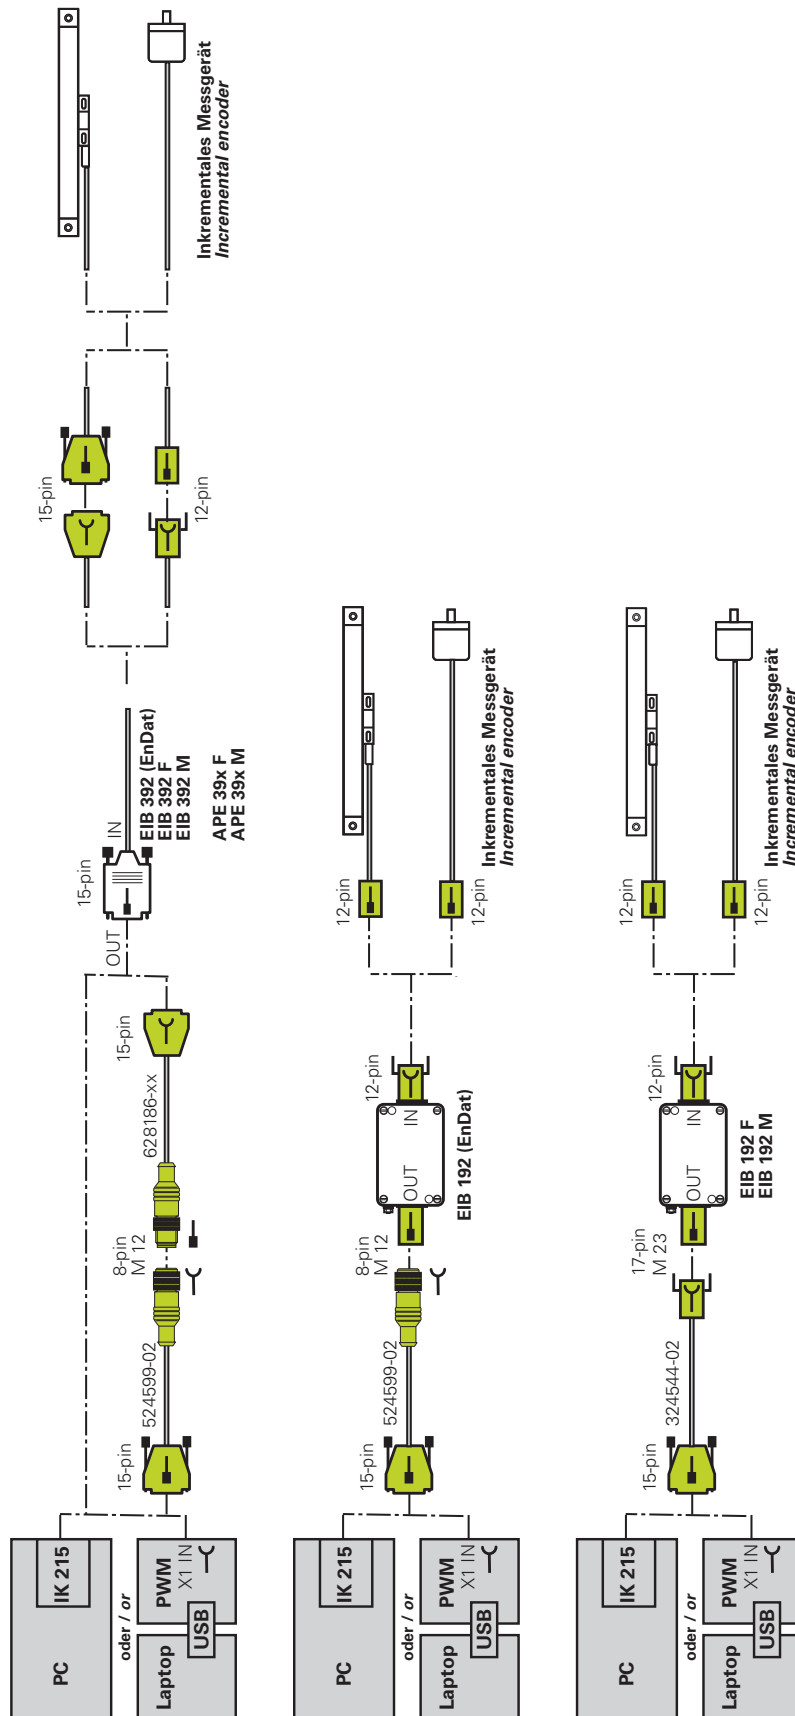 PC
IK 215
oder / or
Laptop
USB
PWM
X1 IN
15-pin
524599-02
8-pin
M 12
628186-xx
15-pin
OUT
15-pin
IN
EIB 392 (EnDat)
EIB 392 F
EIB 392 M
APE 39x F
APE 39x M
15-pin
12-pin
Inkrementales Messgerät
Incremental encoder
PC
IK 215
oder / or
Laptop
USB
PWM
X1 IN
15-pin
524599-02
8-pin
M 12
OUT
IN
EIB 192 (EnDat)
12-pin
12-pin
12-pin
Inkrementales Messgerät
Incremental encoder
PC
IK 215
oder / or
Laptop
USB
PWM
X1 IN
15-pin
324544-02
17-pin
M 23
OUT
IN
EIB 192 F
EIB 192 M
12-pin
12-pin
12-pin
Inkrementales Messgerät
Incremental encoder